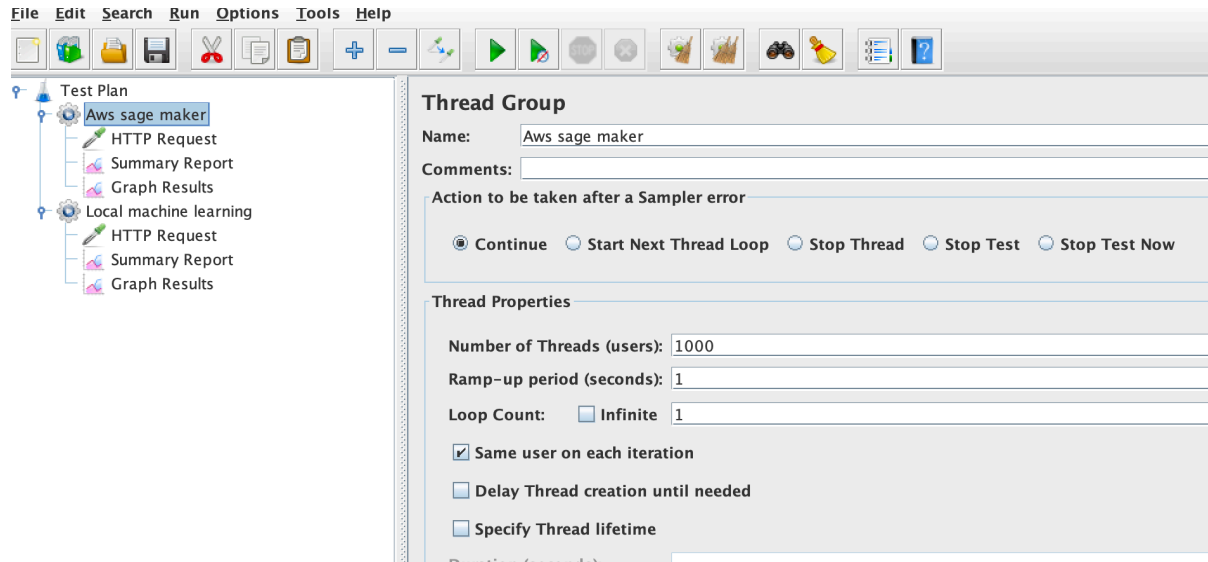 File Edit Search Run Options Tools Help
STOP
Test Plan
Aws sage maker
HTTP Request
Summary Report
Graph Results
Local machine learning
HTTP Request
Summary Report
Graph Results
Thread Group
Name: Aws sage maker
Comments:
Action to be taken after a Sampler error
Continue Start Next Thread Loop Stop Thread Stop Test Stop Test Now
Thread Properties
Number of Threads (users): 1000
Ramp-up period (seconds): 1
Loop Count: Infinite 1
Same user on each iteration
Delay Thread creation until needed
Specify Thread lifetime